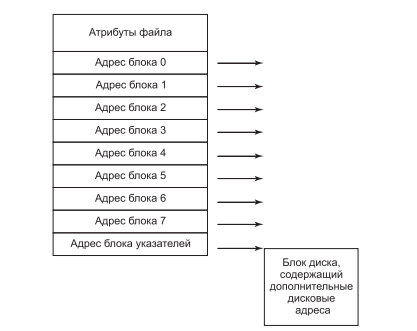 Атрибуты файла
Адрес блока 0
Адрес блока 1
Адрес блока 2
Адрес блока 3
Адрес блока 4
Адрес блока 5
Адрес блока 6
Адрес блока 7
Адрес блока указателей
Блок диска,
содержащий
дополнительные
дисковые
адреса